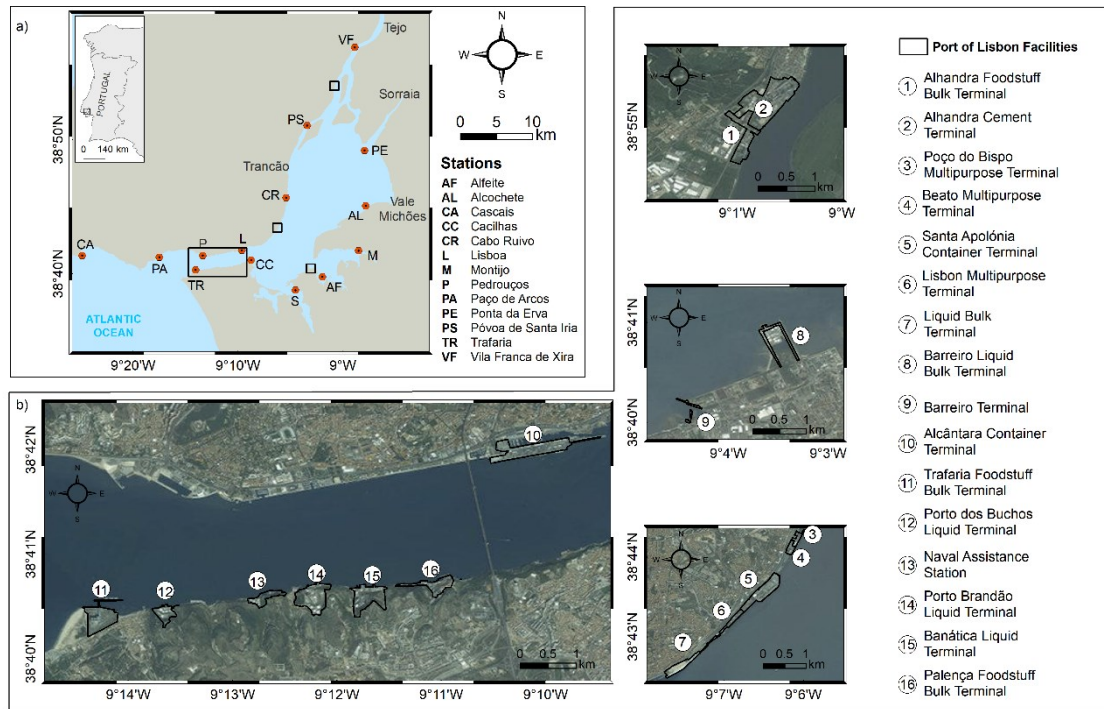 a)
PORTUGAL
0 140 km
VF
Tejo
Sorraia
PS
PE
Trancão
CR
Vale
Michões
AL
CA
PA
P
L
CC
TR
M
AF
S
ATLANTIC
OCEAN
38°50'N
38°40'N
9°20'W 9°10'W 9°W
N
W E
S
0 5 10
km
Stations
AF Alfeite
AL Alcochete
CA Cascais
CC Cacilhas
CR Cabo Ruivo
L Lisboa
M Montijo
P Pedrouços
PA Paço de Arcos
PE Ponta da Erva
PS Póvoa de Santa Iria
TR Trafaria
VF Vila Franca de Xira
b)
N
W E
S
10
11
12
13
14
15
16
38°42'N
38°41'N
38°40'N
0 0.5 1
km
9°14'W 9°13'W 9°12'W 9°11'W 9°10'W
N
W E
S
1
2
38°55'N
0 0.5 1
km
9°1'W 9°W
N
W E
S
8
9
38°41'N
38°40'N
0 0.5 1
km
9°4'W 9°3'W
N
W E
S
3
4
5
6
7
38°44'N
38°43'N
0 0.5 1
km
9°7'W 9°6'W
Port of Lisbon Facilities
1 Alhandra Foodstuff
Bulk Terminal
2 Alhandra Cement
Terminal
3 Poço do Bispo
Multipurpose Terminal
4 Beato Multipurpose
Terminal
5 Santa Apolónia
Container Terminal
6 Lisbon Multipurpose
Terminal
7 Liquid Bulk
Terminal
8 Barreiro Liquid
Bulk Terminal
9 Barreiro Terminal
10 Alcântara Container
Terminal
11 Trafaria Foodstuff
Bulk Terminal
12 Porto dos Buchos
Liquid Terminal
13 Naval Assistance
Station
14 Porto Brandão
Liquid Terminal
15 Banática Liquid
Terminal
16 Palença Foodstuff
Bulk Terminal